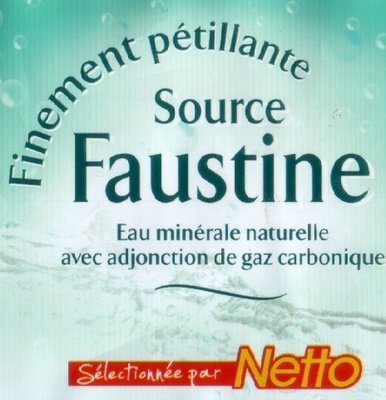 Finement pétillante
Source
Faustine
Eau minérale naturelle
avec adjonction de gaz carbonique
Sélectionnée par Netto